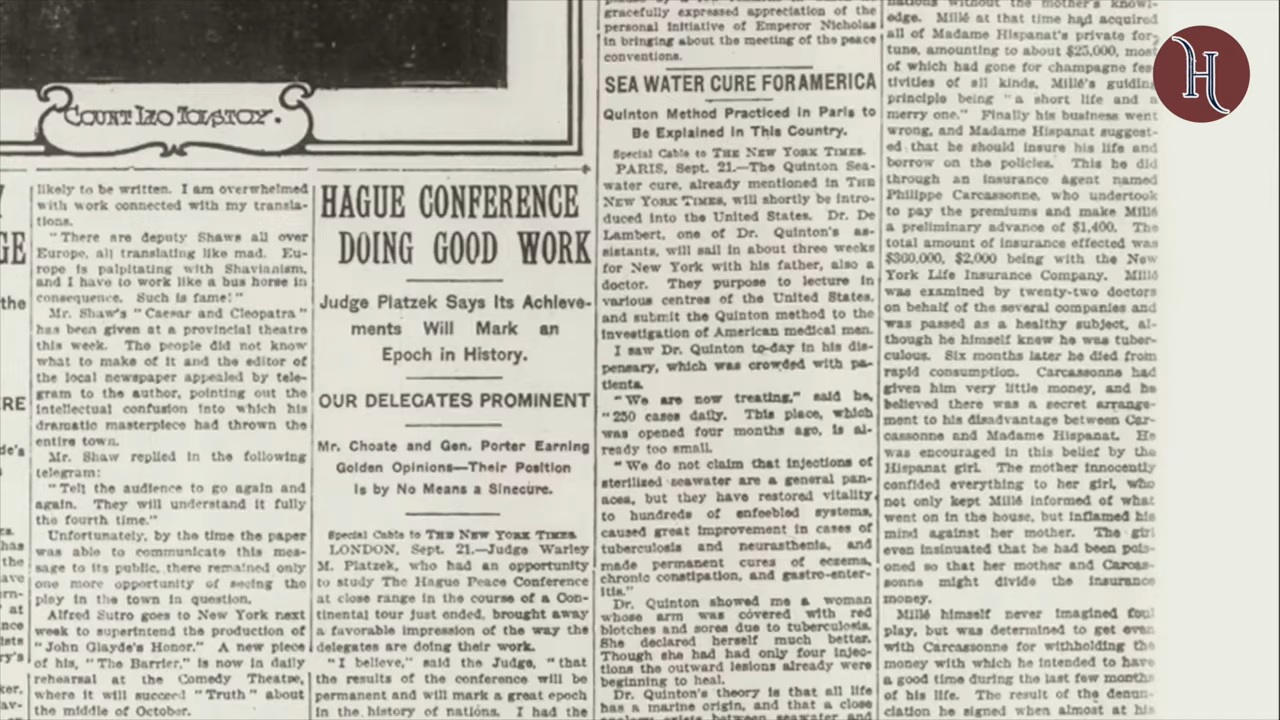 COUNT LEO TOLSTOY.
GE
the
RE
likely to be written. I am overwhelmed
with work connected with my transla-
tions.
"There are deputy Shaws all over
Europe, all translating like mad. Eu-
rope is palpitating with Shavianism,
and I have to work like a bus horse in
consequence. Such is fame!"
Mr. Shaw's "Caesar and Cleopatra"
has been given at a provincial theatre
this week. The people did not know
what to make of it and the editor of
the local newspaper appealed by tele-
gram to the author, pointing out the
intellectual confusion into which his
dramatic masterpiece had thrown the
entire town.
Mr. Shaw replied in the following
telegram:
"Tell the audience to go again and
again. They will understand it fully
the fourth time."
Unfortunately, by the time the paper
was able to communicate this mes-
sage to its public, there remained only
one more opportunity of seeing the
play in the town in question.
Alfred Sutro goes to New York next
week to superintend the production of
"John Glayde's Honor." A new piece
of his, "The Barrier," is now in daily
rehearsal at the Comedy Theatre,
where it will succeed "Truth" about
the middle of October.
HAGUE CONFERENCE
DOING GOOD WORK
Judge Platzek Says Its Achieve-
ments Will Mark an
Epoch in History.
OUR DELEGATES PROMINENT
Mr. Choate and Gen. Porter Earning
Golden Opinions—Their Position
Is by No Means a Sinecure.
Special Cable to THE NEW YORK TIMES.
LONDON, Sept. 21.—Judge Warley
M. Platzek, who had an opportunity
to study The Hague Peace Conference
at close range in the course of a Con-
tinental tour just ended, brought away
a favorable impression of the way the
delegates are doing their work.
"I believe," said the Judge, "that
the results of the conference will be
permanent and will mark a great epoch
in the history of nations. I had the
gracefully expressed appreciation of the
personal initiative of Emperor Nicholas
in bringing about the meeting of the peace
conventions.
SEA WATER CURE FOR AMERICA
Quinton Method Practiced in Paris to
Be Explained in This Country.
Special Cable to THE NEW YORK TIMES.
PARIS, Sept. 21.—The Quinton Sea-
water cure, already mentioned in THE
NEW YORK TIMES, will shortly be intro-
duced into the United States. Dr. De
Lambert, one of Dr. Quinton's as-
sistants, will sail in about three weeks
for New York with his father, also a
doctor. They purpose to lecture in
various centres of the United States,
and submit the Quinton method to the
investigation of American medical men.
I saw Dr. Quinton to-day in his dis-
pensary, which was crowded with pa-
tients.
"We are now treating," said he,
"250 cases daily. This place, which
was opened four months ago, is al-
ready too small.
"We do not claim that injections of
sterilized seawater are a general pan-
acea, but they have restored vitality
to hundreds of enfeebled systems,
caused great improvement in cases of
tuberculosis and neurasthenia, and
made permanent cures of eczema,
chronic constipation, and gastro-enter-
itis."
Dr. Quinton showed me a woman
whose arm was covered with red
blotches and sores due to tuberculosis.
She declared herself much better.
Though she had had only four injec-
tions the outward lesions already were
beginning to heal.
Dr. Quinton's theory is that all life
has a marine origin, and that a close
analogy exists between seawater and
nations without the mother's knowl-
edge. Millé at that time had acquired
all of Madame Hispanat's private for-
tune, amounting to about $25,000, most
of which had gone for champagne fes-
tivities of all kinds, Millé's guiding
principle being "a short life and a
merry one." Finally his business went
wrong, and Madame Hispanat suggest-
ed that he should insure his life and
borrow on the policies. This he did
through an insurance agent named
Philippe Carcassonne, who undertook
to pay the premiums and make Millé
a preliminary advance of $1,400. The
total amount of insurance effected was
$360,000, $2,000 being with the New
York Life Insurance Company. Millé
was examined by twenty-two doctors
on behalf of the several companies and
was passed as a healthy subject, al-
though he himself knew he was tuber-
culous. Six months later he died from
rapid consumption. Carcassonne had
given him very little money, and he
believed there was a secret arrange-
ment to his disadvantage between Car-
cassonne and Madame Hispanat. He
was encouraged in this belief by the
Hispanat girl. The mother innocently
confided everything to her girl, who
not only kept Millé informed of what
went on in the house, but inflamed his
mind against her mother. The girl
even insinuated that he had been pois-
oned so that her mother and Carcas-
sonne might divide the insurance
money.
Millé himself never imagined foul
play, but was determined to get even
with Carcassonne for withholding the
money with which he intended to have
a good time during the last few months
of his life. The result of the denun-
ciation he signed when almost at his
H